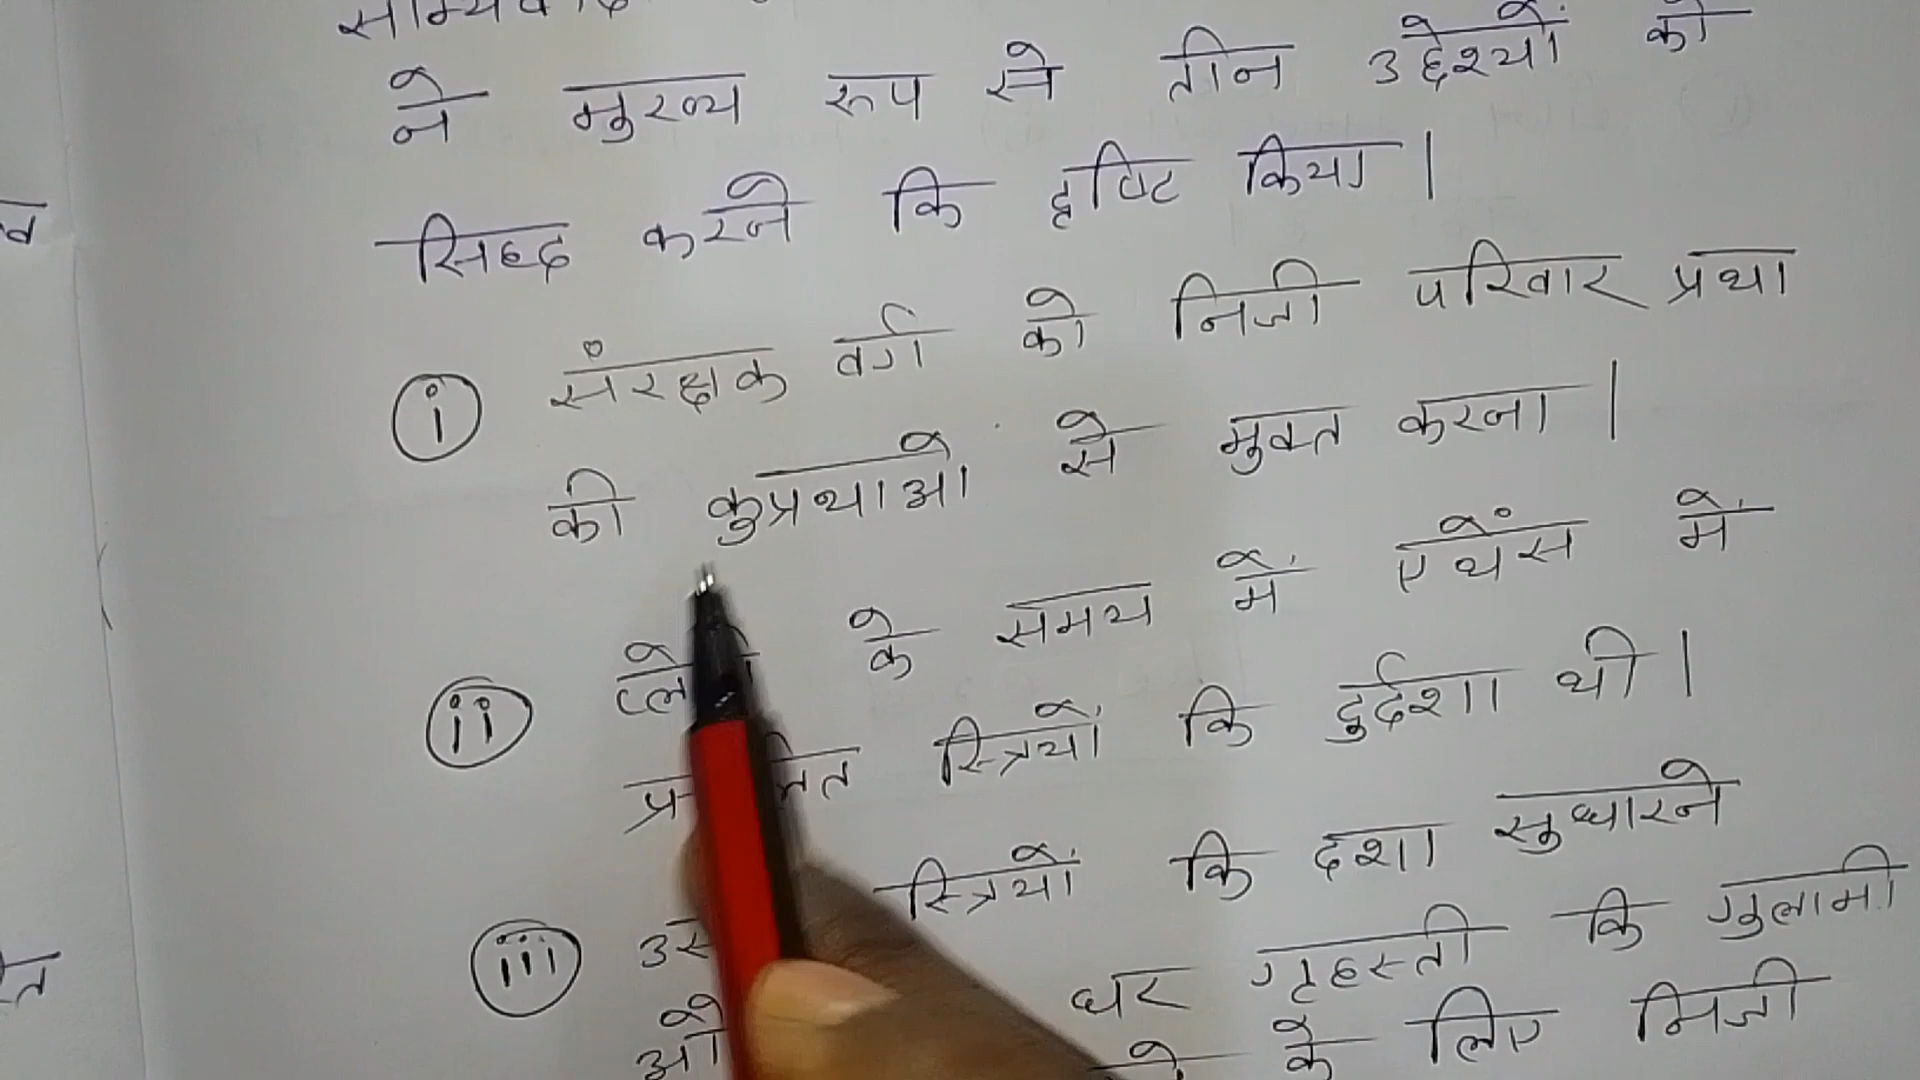 ने मुख्य रूप से तीन उद्देश्यों को
सिद्ध करने कि दृष्टि किया।
(i) संरक्षक वर्ग को निजी परिवार प्रथा
की कुप्रथाओ से मुक्त करना।
(ii) के समय में एथेंस में
स्त्रियों कि दुर्दशा थी।
(iii) स्त्रियों कि दशा सुधारने
घर गृहस्ती कि गुलामी
के लिए निजी